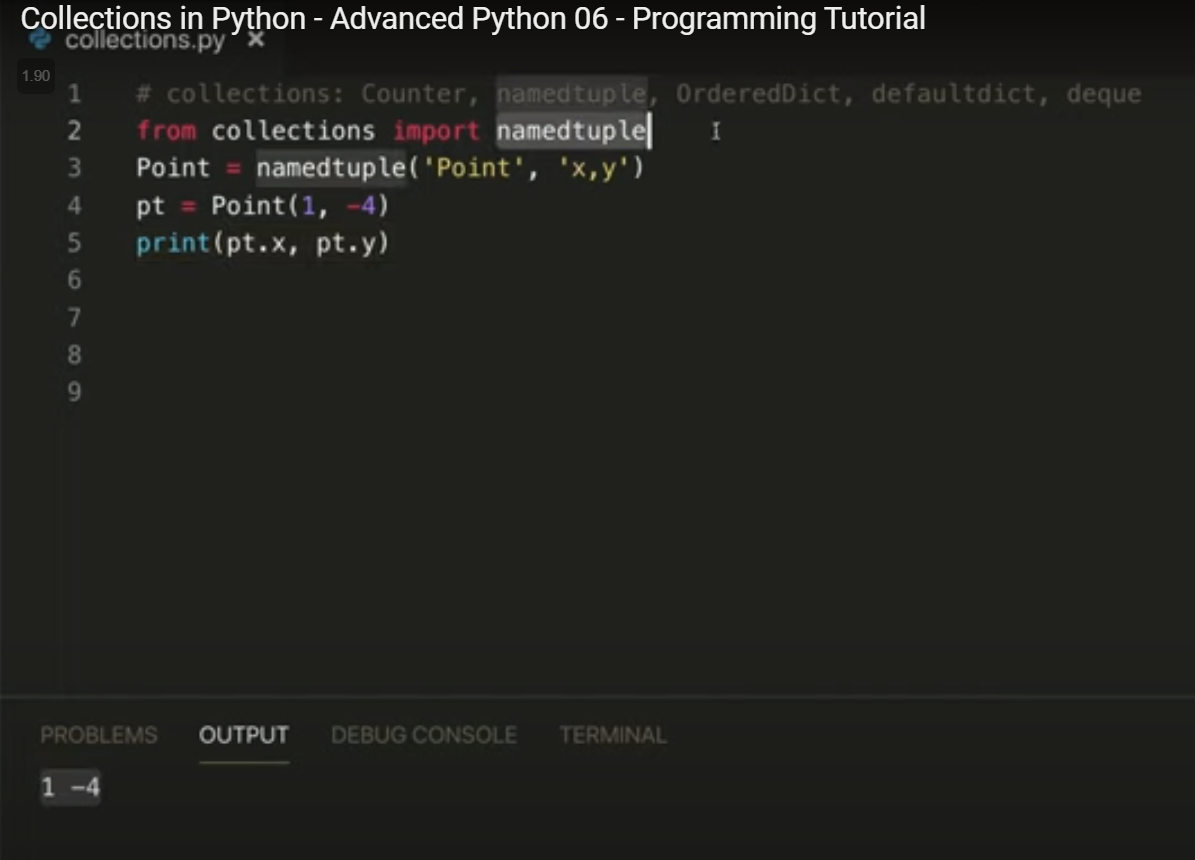 Collections in Python - Advanced Python 06 - Programming Tutorial
collections.py ×
1.90
1 # collections: Counter, namedtuple, OrderedDict, defaultdict, deque
2 from collections import namedtuple
3 Point = namedtuple('Point', 'x,y')
4 pt = Point(1, -4)
5 print(pt.x, pt.y)
6
7
8
9
PROBLEMS OUTPUT DEBUG CONSOLE TERMINAL
1 -4